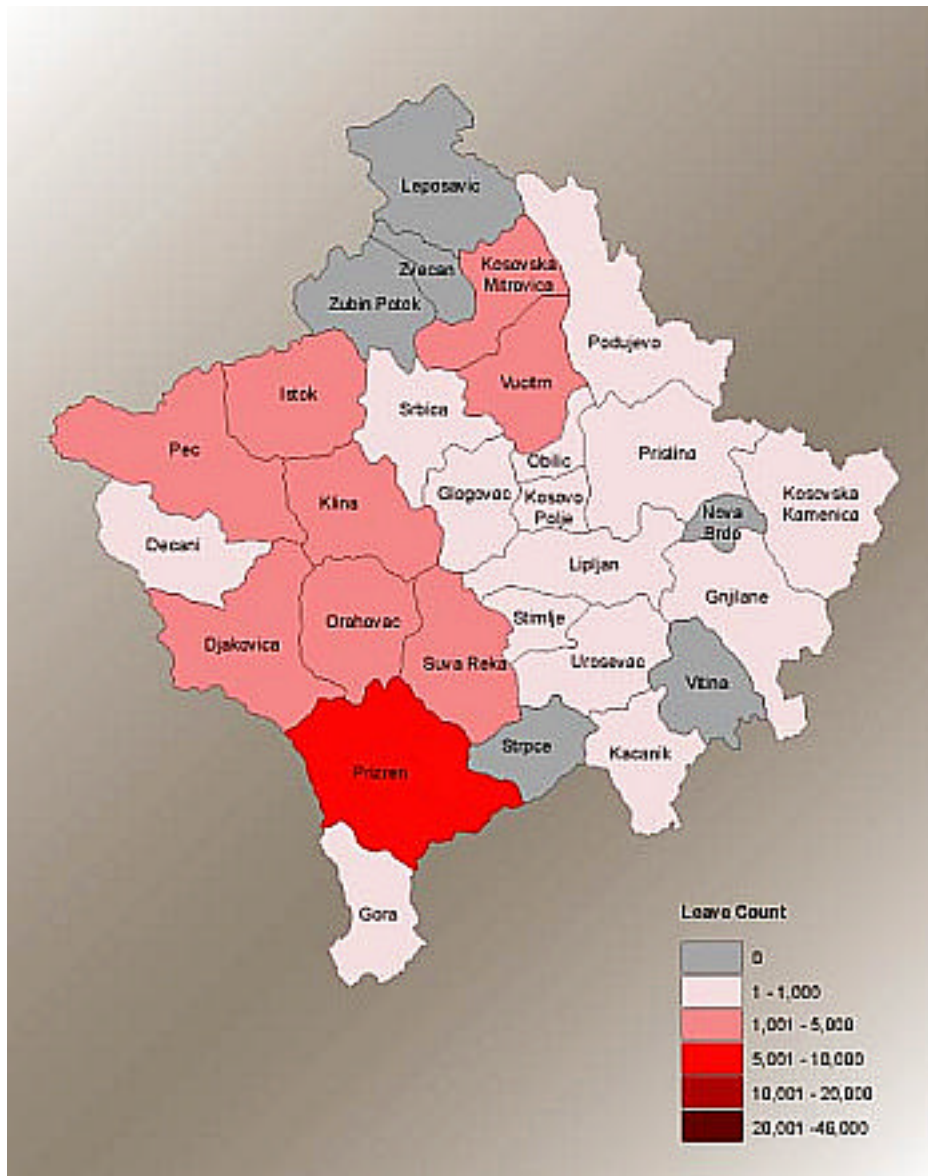 Leposavic
Zvecan
Kosovska
Mitrovica
Zubin Potok
Podujevo
Vucitrn
Istok
Srbica
Pec
Obilic
Pristina
Klina
Glogovac
Kosovo
Polje
Kosovska
Kamenica
Novo
Brdo
Decani
Lipljan
Gnjilane
Orahovac
Stimlje
Djakovica
Suva Reka
Urosevac
Vitina
Strpce
Kacanik
Prizren
Gora
Leave Count
0
1 - 1,000
1,001 - 5,000
5,001 - 10,000
10,001 - 20,000
20,001 -46,000